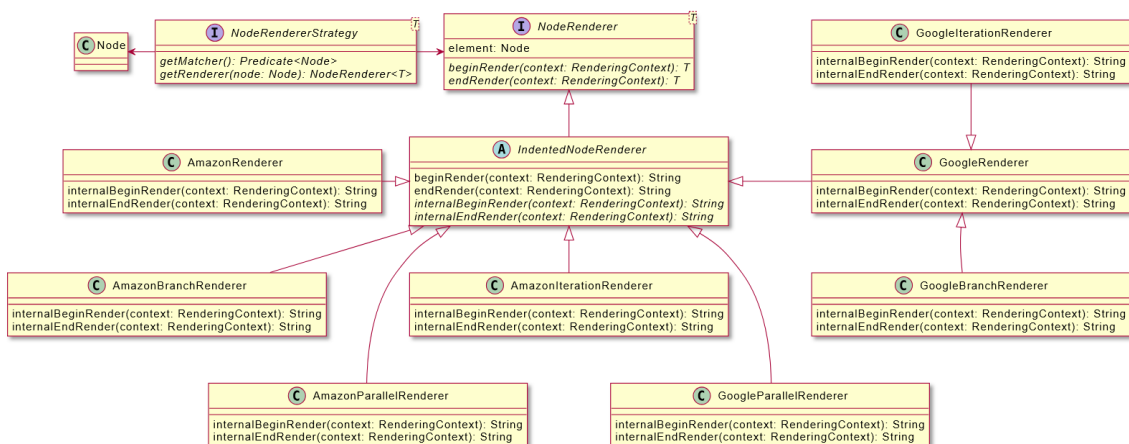 C Node
I NodeRendererStrategy
T
getMatcher(): Predicate<Node>
getRenderer(node: Node): NodeRenderer<T>
I NodeRenderer
T
element: Node
beginRender(context: RenderingContext): T
endRender(context: RenderingContext): T
C GoogleIterationRenderer
internalBeginRender(context: RenderingContext): String
internalEndRender(context: RenderingContext): String
C AmazonRenderer
internalBeginRender(context: RenderingContext): String
internalEndRender(context: RenderingContext): String
A IndentedNodeRenderer
beginRender(context: RenderingContext): String
endRender(context: RenderingContext): String
internalBeginRender(context: RenderingContext): String
internalEndRender(context: RenderingContext): String
C GoogleRenderer
internalBeginRender(context: RenderingContext): String
internalEndRender(context: RenderingContext): String
C AmazonBranchRenderer
internalBeginRender(context: RenderingContext): String
internalEndRender(context: RenderingContext): String
C AmazonIterationRenderer
internalBeginRender(context: RenderingContext): String
internalEndRender(context: RenderingContext): String
C GoogleBranchRenderer
internalBeginRender(context: RenderingContext): String
internalEndRender(context: RenderingContext): String
C AmazonParallelRenderer
internalBeginRender(context: RenderingContext): String
internalEndRender(context: RenderingContext): String
C GoogleParallelRenderer
internalBeginRender(context: RenderingContext): String
internalEndRender(context: RenderingContext): String